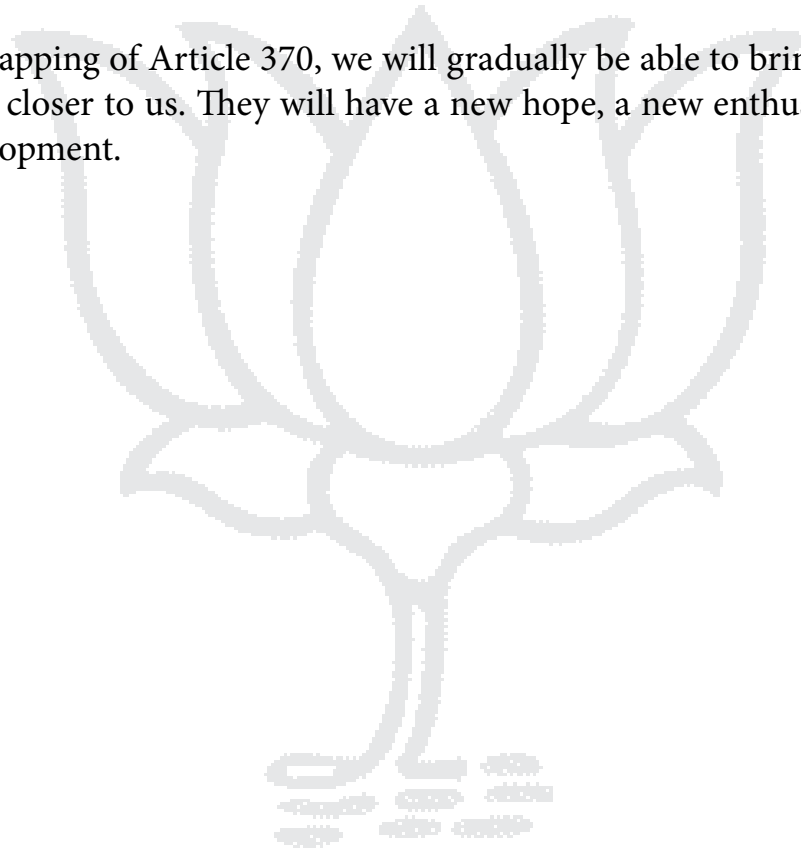 apping of Article 370, we will gradually be able to brin
closer to us. They will have a new hope, a new enthus
opment.